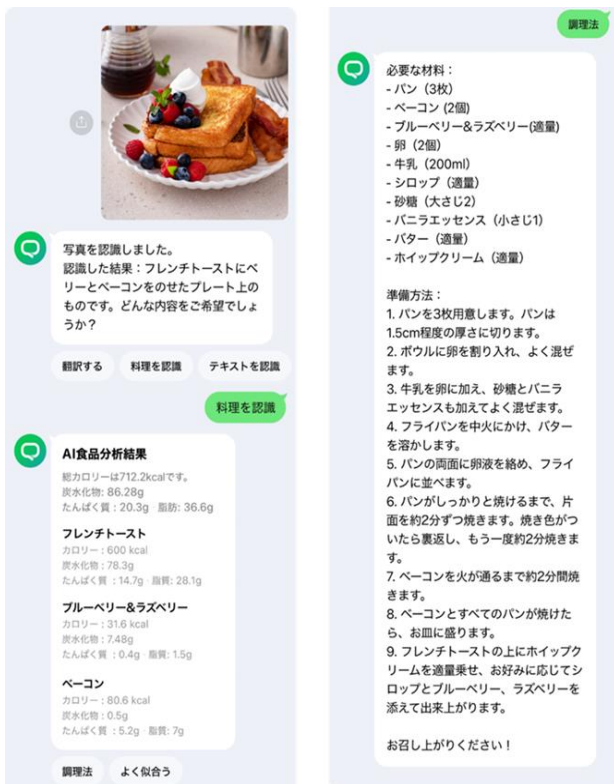 写真を認識しました。
認識した結果：フレンチトーストにベ
リーとベーコンをのせたプレート上の
ものです。どんな内容をご希望でしょ
うか？
翻訳する
料理を認識
テキストを認識
料理を認識
AI食品分析結果
総カロリーは712.2kcalです。
炭水化物: 86.28g
たんぱく質：20.3g · 脂肪: 36.6g
フレンチトースト
カロリー：600 kcal
炭水化物: 78.3g
たんぱく質 ：14.7g · 脂質: 28.1g
ブルーベリー&ラズベリー
カロリー：31.6 kcal
炭水化物: 7.48g
たんぱく質 ：0.4g · 脂質: 1.5g
ベーコン
カロリー：80.6 kcal
炭水化物：0.5g
たんぱく質 ：5.2g · 脂質: 7g
調理法
よく似合う
調理法
必要な材料：
- パン（3枚）
- ベーコン (2個)
- ブルーベリー&ラズベリー(適量)
- 卵（2個）
- 牛乳（200ml）
- シロップ（適量）
- 砂糖（大さじ2）
- バニラエッセンス（小さじ1）
- バター（適量）
- ホイップクリーム（適量）
準備方法：
1. パンを3枚用意します。パンは
1.5cm程度の厚さに切ります。
2. ボウルに卵を割り入れ、よく混ぜ
ます。
3. 牛乳を卵に加え、砂糖とバニラ
エッセンスも加えてよく混ぜます。
4. フライパンを中火にかけ、バター
を溶かします。
5. パンの両面に卵液を絡め、フライ
パンに並べます。
6. パンがしっかりと焼けるまで、片
面を約2分ずつ焼きます。焼き色がつ
いたら裏返し、もう一度約2分焼きま
す。
7. ベーコンを火が通るまで約2分間焼
きます。
8. ベーコンとすべてのパンが焼けた
ら、お皿に盛ります。
9. フレンチトーストの上にホイップク
リームを適量乗せ、お好みに応じてシ
ロップとブルーベリー、ラズベリーを
添えて出来上がります。
お召し上がりください！